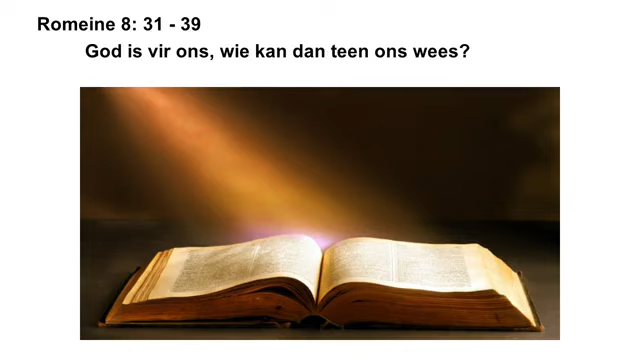 Romeine 8: 31 - 39
God is vir ons, wie kan dan teen ons wees?